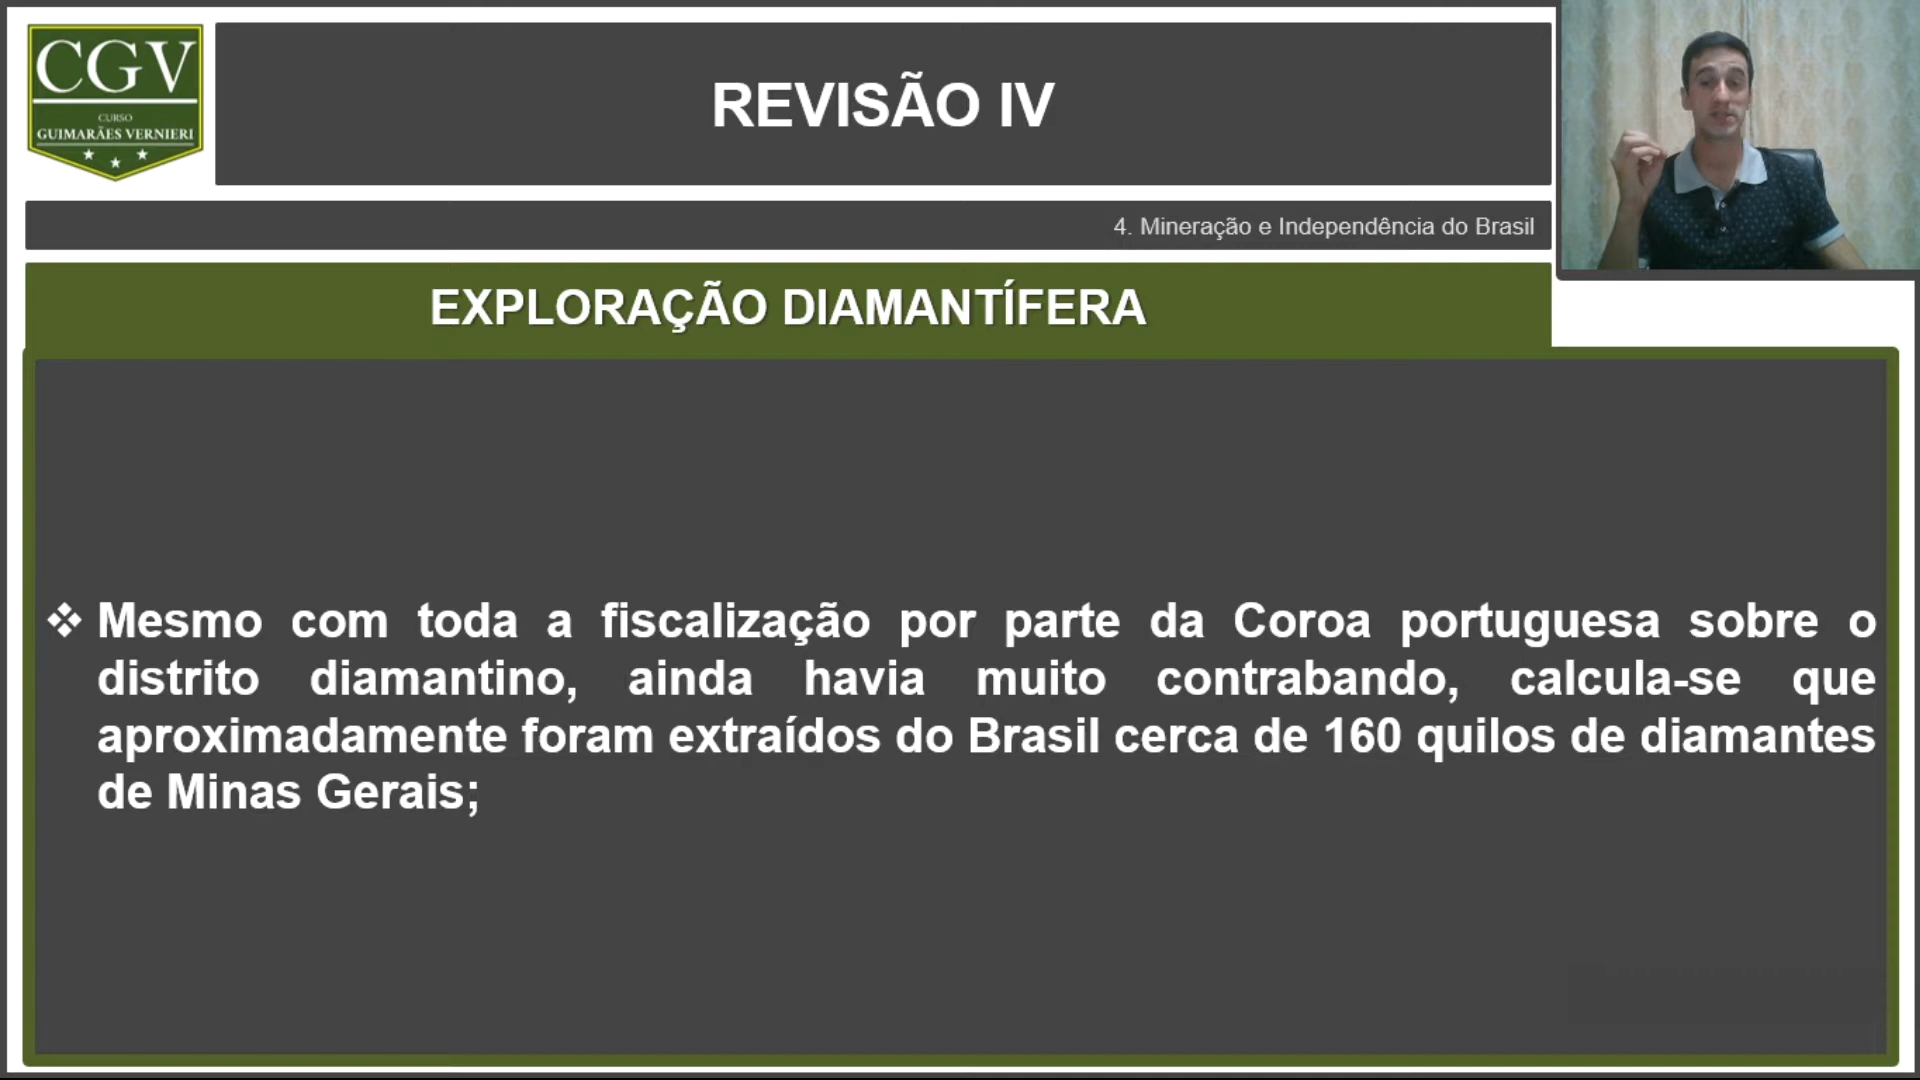 CGV
CURSO
GUIMARÃES VERNIERI
REVISÃO IV
4. Mineração e Independência do Brasil
EXPLORAÇÃO DIAMANTÍFERA
❖ Mesmo com toda a fiscalização por parte da Coroa portuguesa sobre o
distrito diamantino, ainda havia muito contrabando, calcula-se que
aproximadamente foram extraídos do Brasil cerca de 160 quilos de diamantes
de Minas Gerais;